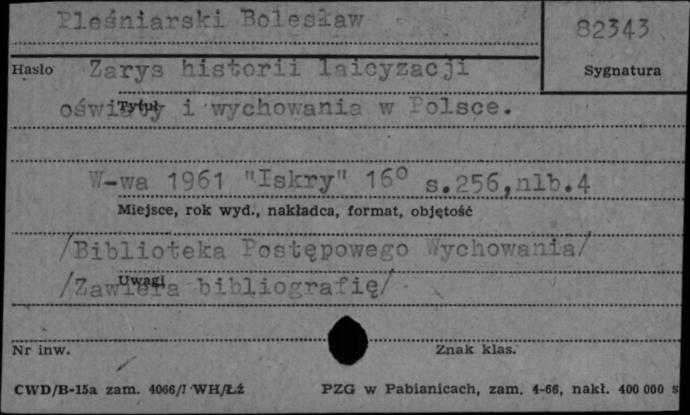 Pleśniarski Bolesław
82343
Hasło
Sygnatura
Zarys historii laicyzacji
oświaty i wychowania w Polsce.
Tytuł
W-wa 1961 "Iskry" 16° s.256,nlb.4
Miejsce, rok wyd., nakładca, format, objętość
/Biblioteka Postępowego Wychowania/
Uwagi
/Zawiera bibliografię/
Nr inw.
Znak klas.
CWD/B-15a zam. 4066/7 WH/Łź
PZG w Pabianicach, zam. 4-66, nakł. 400 000 s